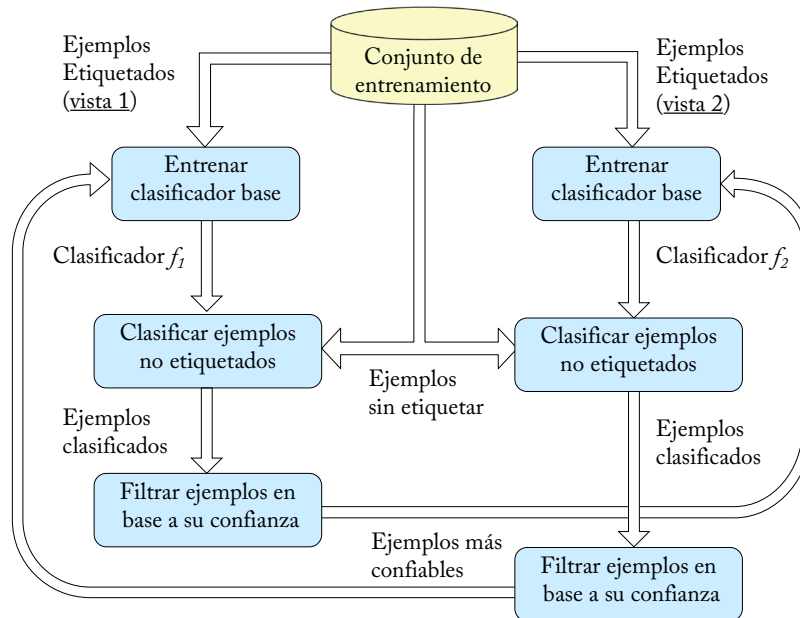 Ejemplos
Etiquetados
(vista 1)
Conjunto de
entrenamiento
Ejemplos
Etiquetados
(vista 2)
Entrenar
clasificador base
Entrenar
clasificador base
Clasificador f1
Clasificador f2
Clasificar ejemplos
no etiquetados
Clasificar ejemplos
no etiquetados
Ejemplos
sin etiquetar
Ejemplos
clasificados
Ejemplos
clasificados
Filtrar ejemplos en
base a su confianza
Ejemplos más
confiables
Filtrar ejemplos en
base a su confianza